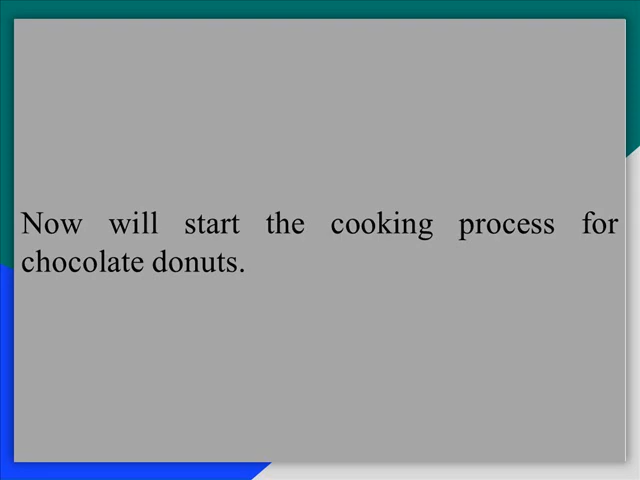 Now will start the cooking process for
chocolate donuts.